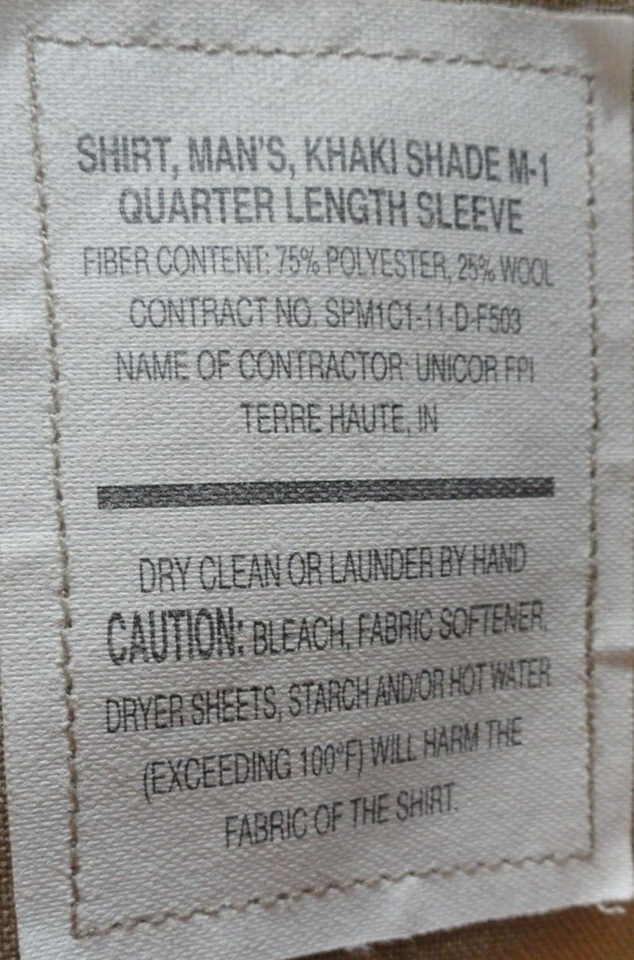 SHIRT, MAN'S, KHAKI SHADE M-1
QUARTER LENGTH SLEEVE
FIBER CONTENT: 75% POLYESTER, 25% WOOL
CONTRACT NO. SPM1C1-11-D-F503
NAME OF CONTRACTOR: UNICOR FPI
TERRE HAUTE, IN
DRY CLEAN OR LAUNDER BY HAND
CAUTION: BLEACH, FABRIC SOFTENER,
DRYER SHEETS, STARCH AND/OR HOT WATER
(EXCEEDING 100°F) WILL HARM THE
FABRIC OF THE SHIRT.